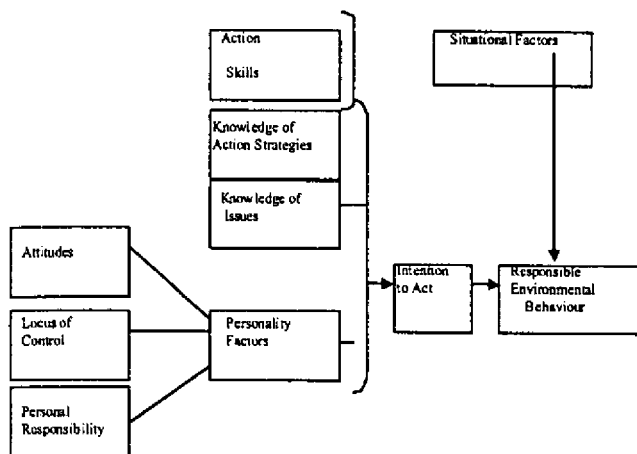 Action
Skills
Situational Factors
Knowledge of
Action Strategies
Knowledge of
Issues
Attitudes
Locus of
Control
Personality
Factors
Personal
Responsibility
Intention
to Act
Responsible
Environmental
Behaviour